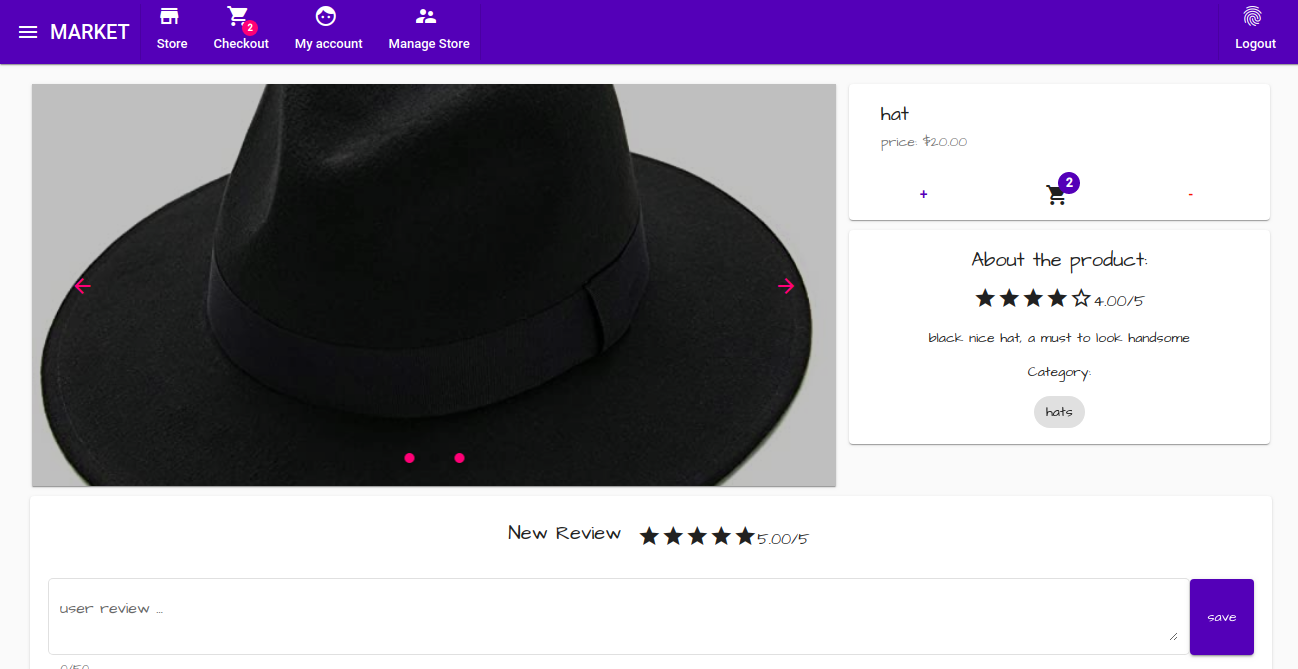 MARKET
Store
2
Checkout
My account
Manage Store
Logout
hat
price: $20.00
+
2
-
About the product:
4.00/5
black nice hat, a must to look handsome
Category:
hats
New Review
5.00/5
user review ...
save
0/150